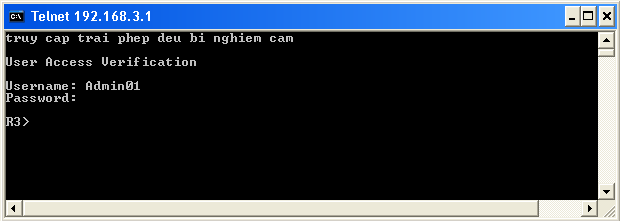 Telnet 192.168.3.1
truy cap trai phep deu bi nghiem cam
User Access Verification
Username: Admin01
Password:
R3>